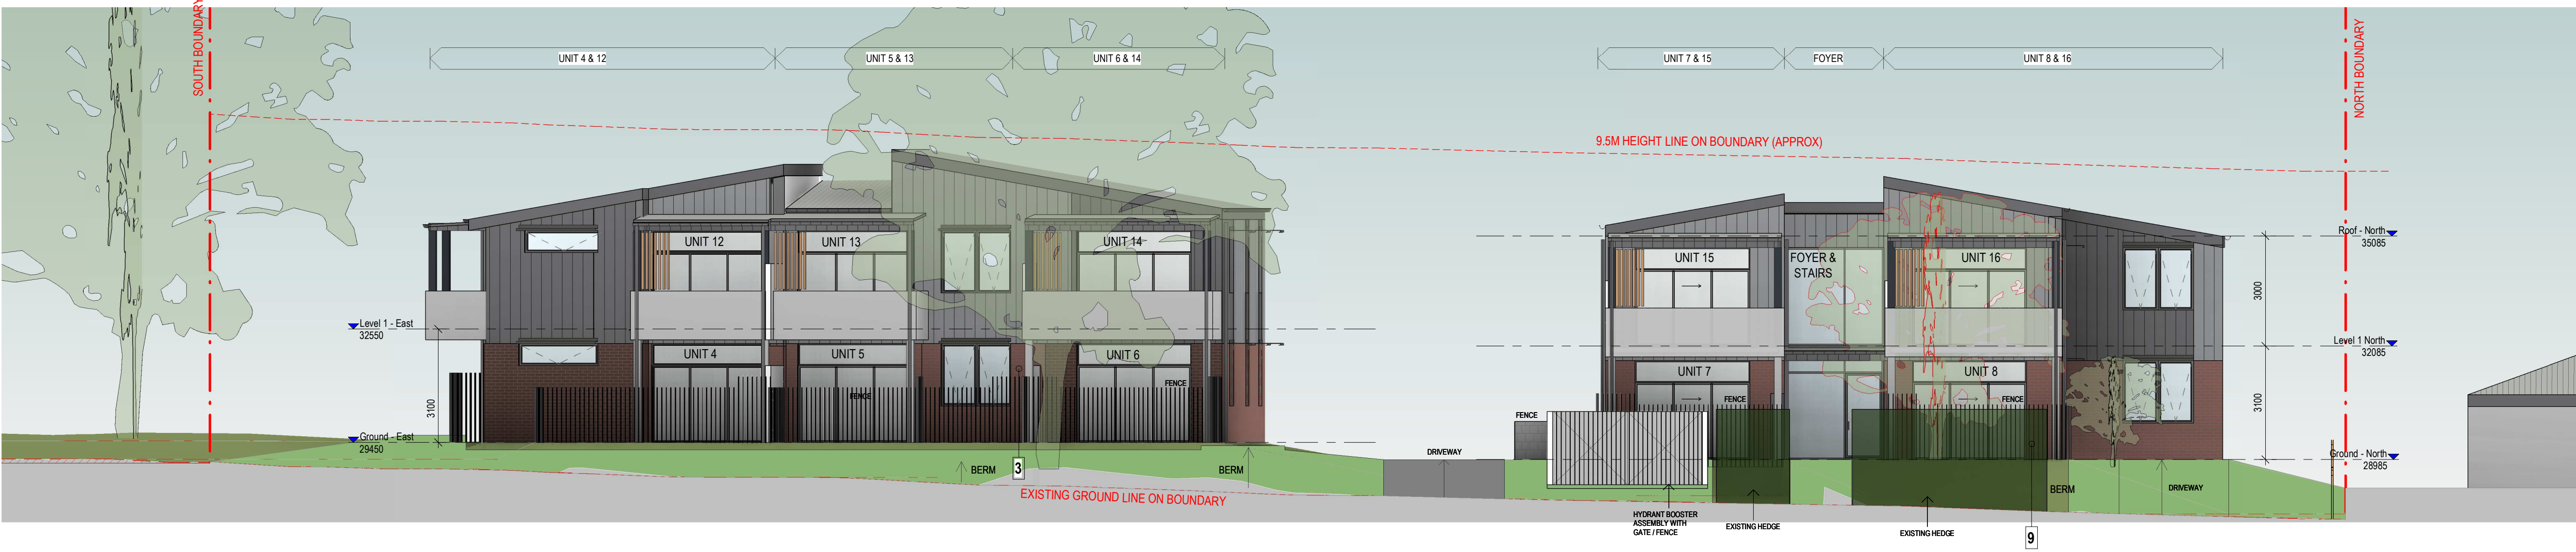 SOUTH BOUNDARY
UNIT 4 & 12
UNIT 5 & 13
UNIT 6 & 14
UNIT 7 & 15
FOYER
UNIT 8 & 16
NORTH BOUNDARY
9.5M HEIGHT LINE ON BOUNDARY (APPROX)
UNIT 12
UNIT 13
UNIT 14
UNIT 15
FOYER &
STAIRS
UNIT 16
Roof - North
35085
3000
Level 1 - East
32550
Level 1 North
32085
UNIT 4
UNIT 5
UNIT 6
UNIT 7
UNIT 8
FENCE
FENCE
FENCE
FENCE
FENCE
3100
3100
Ground - East
29450
Ground - North
28985
BERM
3
BERM
DRIVEWAY
BERM
DRIVEWAY
EXISTING GROUND LINE ON BOUNDARY
HYDRANT BOOSTER
ASSEMBLY WITH
GATE / FENCE
EXISTING HEDGE
EXISTING HEDGE
9